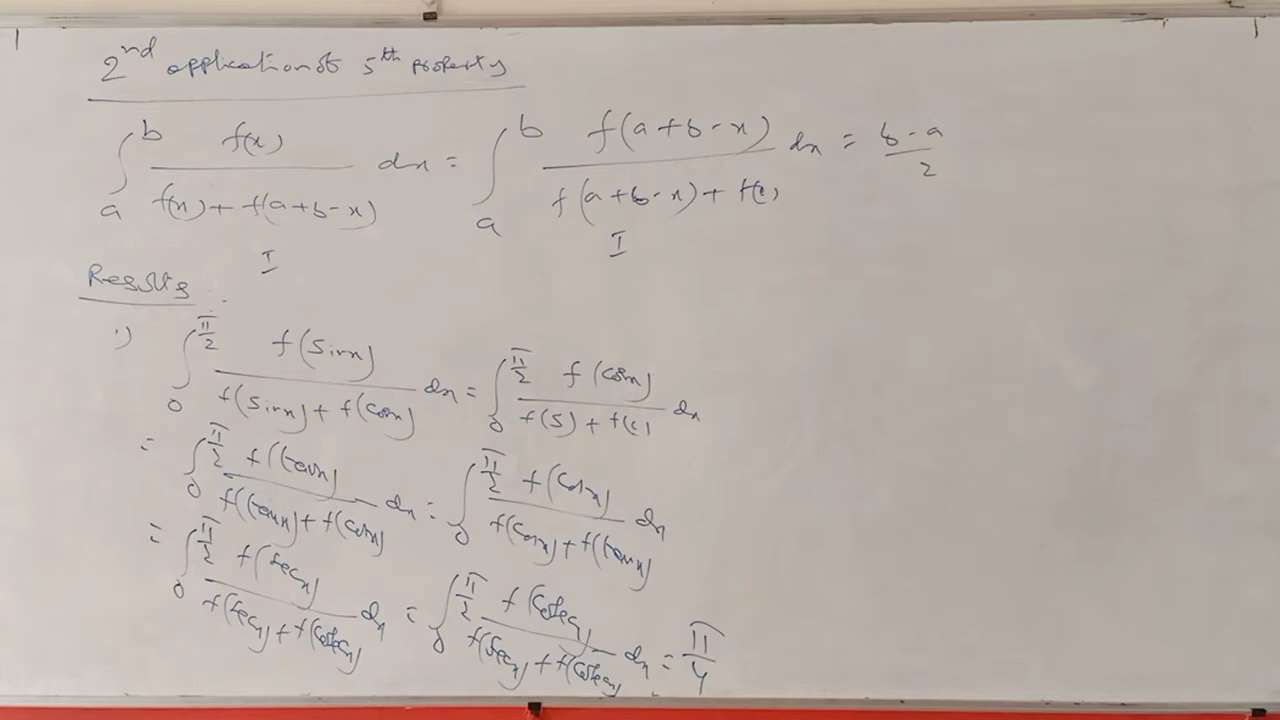 2nd application of 5th property
∫_a^b f(x) / (f(x) + f(a+b-x)) dx = ∫_a^b f(a+b-x) / (f(a+b-x) + f( )) dx = (b-a)/2
I I
Results
1) ∫_0^(π/2) f(Sinx) / (f(Sinx) + f(Cosx)) dx = ∫_0^(π/2) f(Cosx) / (f(S) + f(c)) dx
= ∫_0^(π/2) f(tanx) / (f(tanx) + f(Cotx)) dx = ∫_0^(π/2) f(Cotx) / (f(Cotx) + f(tanx)) dx
= ∫_0^(π/2) f(Secx) / (f(Secx) + f(Cosecx)) dx = ∫_0^(π/2) f(Cosecx) / (f(Secx) + f(Cosecx)) dx = π/4